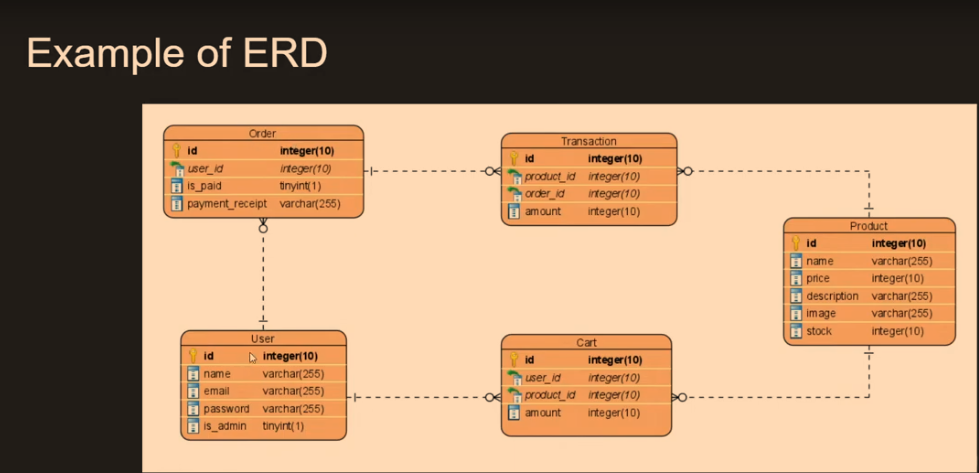 Example of ERD
Order
id integer(10)
user_id integer(10)
is_paid tinyint(1)
payment_receipt varchar(255)
Transaction
id integer(10)
product_id integer(10)
order_id integer(10)
amount integer(10)
Product
id integer(10)
name varchar(255)
price integer(10)
description varchar(255)
image varchar(255)
stock integer(10)
User
id integer(10)
name varchar(255)
email varchar(255)
password varchar(255)
is_admin tinyint(1)
Cart
id integer(10)
user_id integer(10)
product_id integer(10)
amount integer(10)